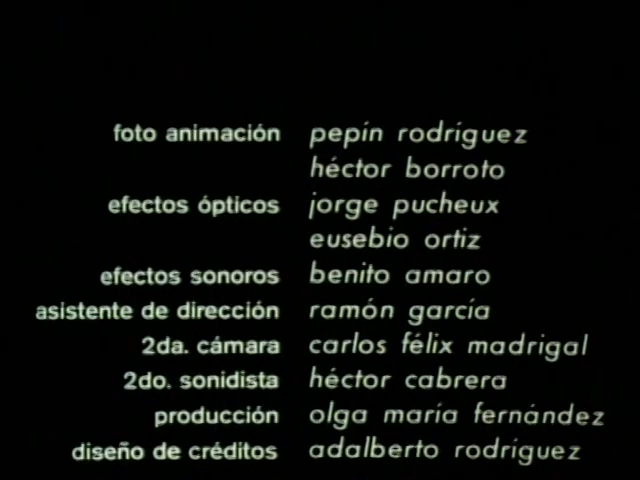 foto animación pepín rodríguez
héctor borroto
efectos ópticos jorge pucheux
eusebio ortiz
efectos sonoros benito amaro
asistente de dirección ramón garcía
2da. cámara carlos félix madrigal
2do. sonidista héctor cabrera
producción olga maría fernández
diseño de créditos adalberto rodríguez